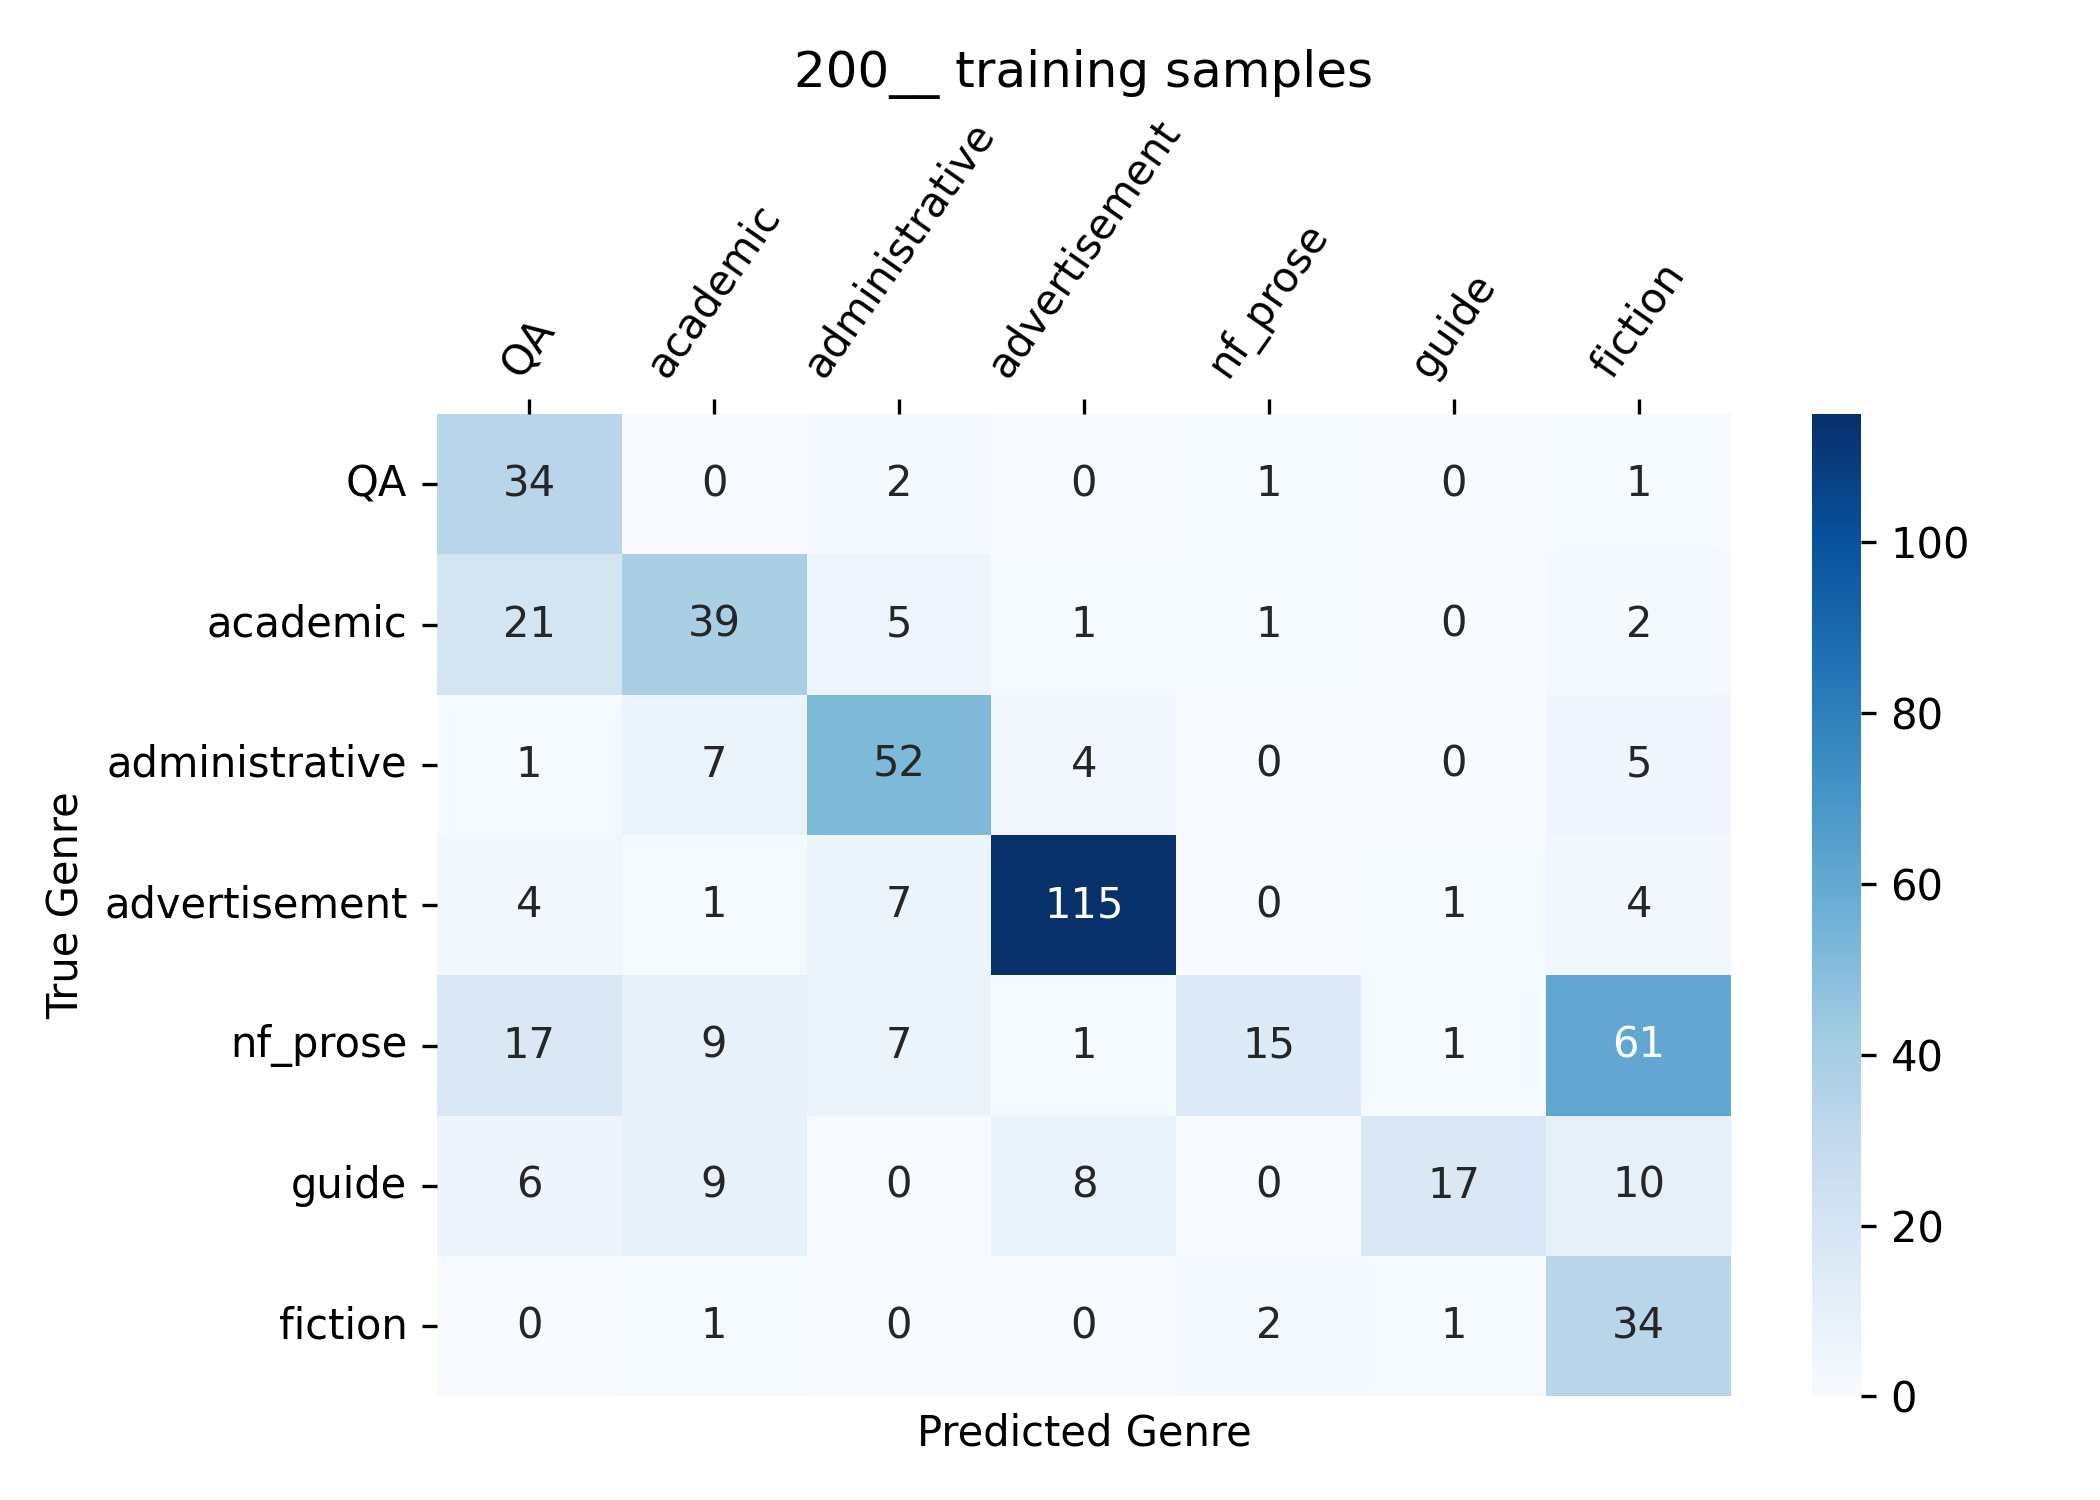 200__ training samples
QA academic administrative advertisement nf_prose guide fiction
QA 34 0 2 0 1 0 1
academic 21 39 5 1 1 0 2
administrative 1 7 52 4 0 0 5
advertisement 4 1 7 115 0 1 4
nf_prose 17 9 7 1 15 1 61
guide 6 9 0 8 0 17 10
fiction 0 1 0 0 2 1 34
True Genre
Predicted Genre
100
80
60
40
20
0